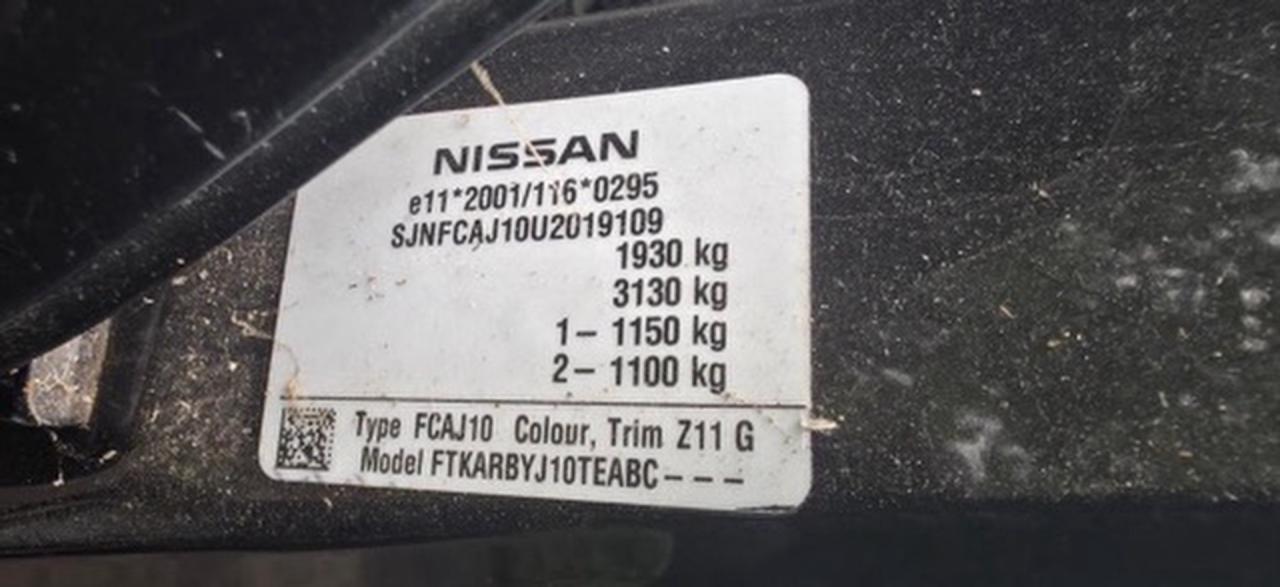 NISSAN
e11*2001/116*0295
SJNFCAJ10U2019109
1930 kg
3130 kg
1– 1150 kg
2– 1100 kg
Type FCAJ10 Colour, Trim Z11 G
Model FTKARBYJ10TEABC– – –